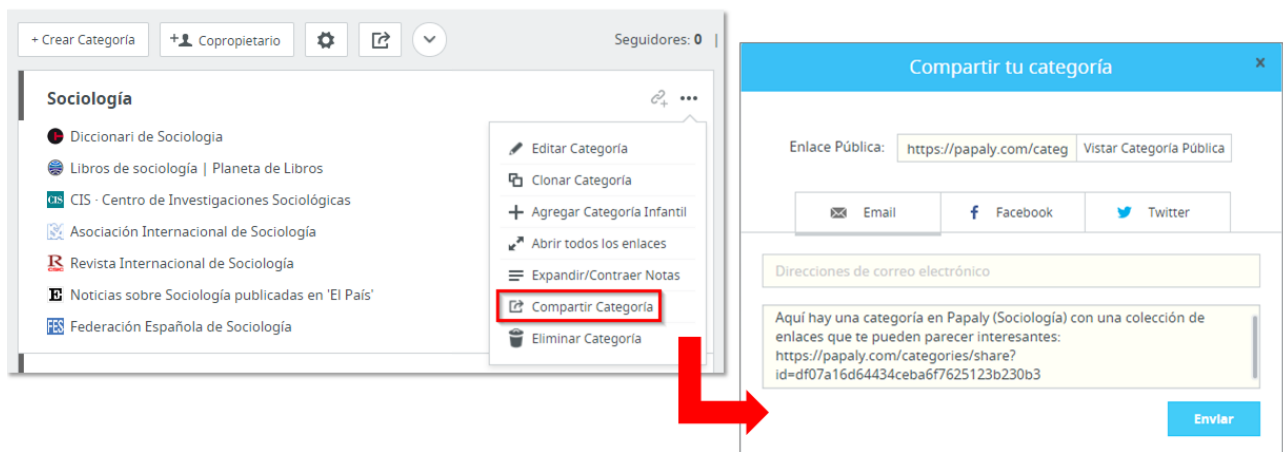 + Crear Categoría
+ Copropietario
Seguidores: 0 |
Sociología
Diccionari de Sociologia
Libros de sociología | Planeta de Libros
CIS CIS · Centro de Investigaciones Sociológicas
Asociación Internacional de Sociología
R Revista Internacional de Sociología
E Noticias sobre Sociología publicadas en 'El País'
FES Federación Española de Sociología
Editar Categoría
Clonar Categoría
Agregar Categoría Infantil
Abrir todos los enlaces
Expandir/Contraer Notas
Compartir Categoría
Eliminar Categoría
Compartir tu categoría
x
Enlace Pública: https://papaly.com/categ Vistar Categoría Pública
Email
Facebook
Twitter
Direcciones de correo electrónico
Aquí hay una categoría en Papaly (Sociología) con una colección de
enlaces que te pueden parecer interesantes:
https://papaly.com/categories/share?
id=df07a16d64434ceba6f7625123b230b3
Enviar